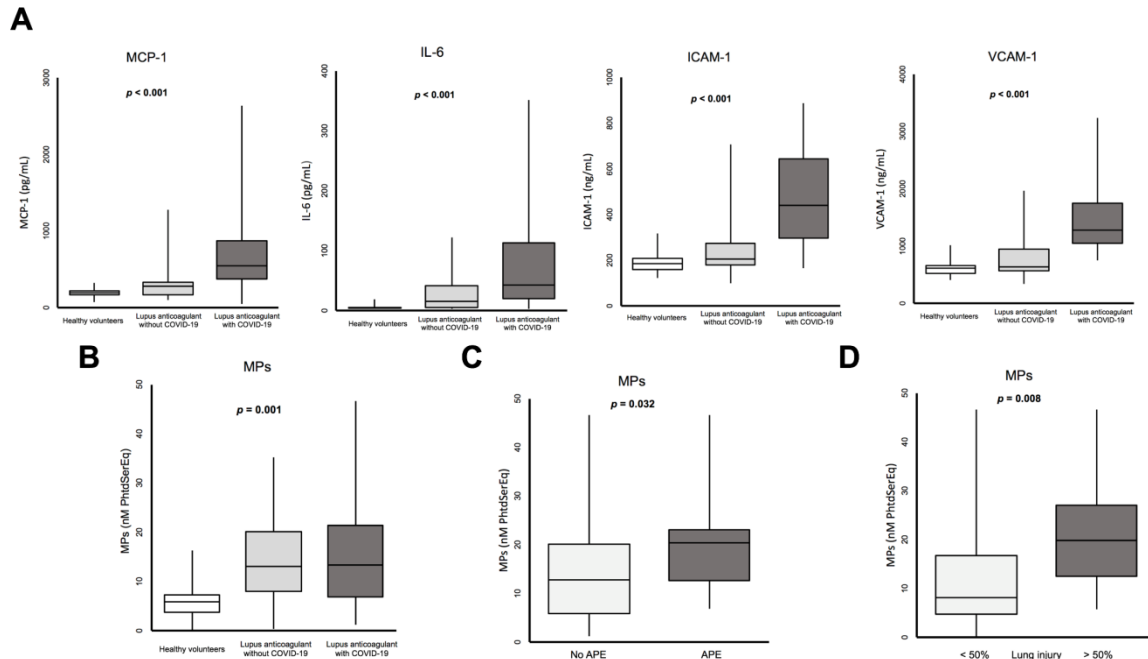 A
MCP-1
p < 0.001
MCP-1 (pg/mL)
0
1000
2000
3000
Healthy volunteers
Lupus anticoagulant
without COVID-19
Lupus anticoagulant
with COVID-19
IL-6
p < 0.001
IL-6 (pg/mL)
0
100
200
300
400
Healthy volunteers
Lupus anticoagulant
without COVID-19
Lupus anticoagulant
with COVID-19
ICAM-1
p < 0.001
ICAM-1 (ng/mL)
0
200
400
600
800
1000
Healthy volunteers
Lupus anticoagulant
without COVID-19
Lupus anticoagulant
with COVID-19
VCAM-1
p < 0.001
VCAM-1 (ng/mL)
0
1000
2000
3000
4000
Healthy volunteers
Lupus anticoagulant
without COVID-19
Lupus anticoagulant
with COVID-19
B
MPs
p = 0.001
MPs (nM PhtdSerEq)
0
10
20
30
40
50
Healthy volunteers
Lupus anticoagulant
without COVID-19
Lupus anticoagulant
with COVID-19
C
MPs
p = 0.032
MPs (nM PhtdSerEq)
0
10
20
30
40
50
No APE
APE
D
MPs
p = 0.008
MPs (nM PhtdSerEq)
0
10
20
30
40
50
< 50% Lung injury > 50%